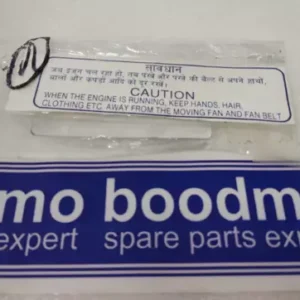 सावधान
जब इंजन चल रहा हो, तब पंखे और पंखे की बैल्ट से अपने हाथों,
बालों और कपड़ों आदि को दूर रखें।
CAUTION
WHEN THE ENGINE IS RUNNING, KEEP HANDS, HAIR,
CLOTHING ETC. AWAY FROM THE MOVING FAN AND FAN BELT
mo boodm
expert spare parts exp